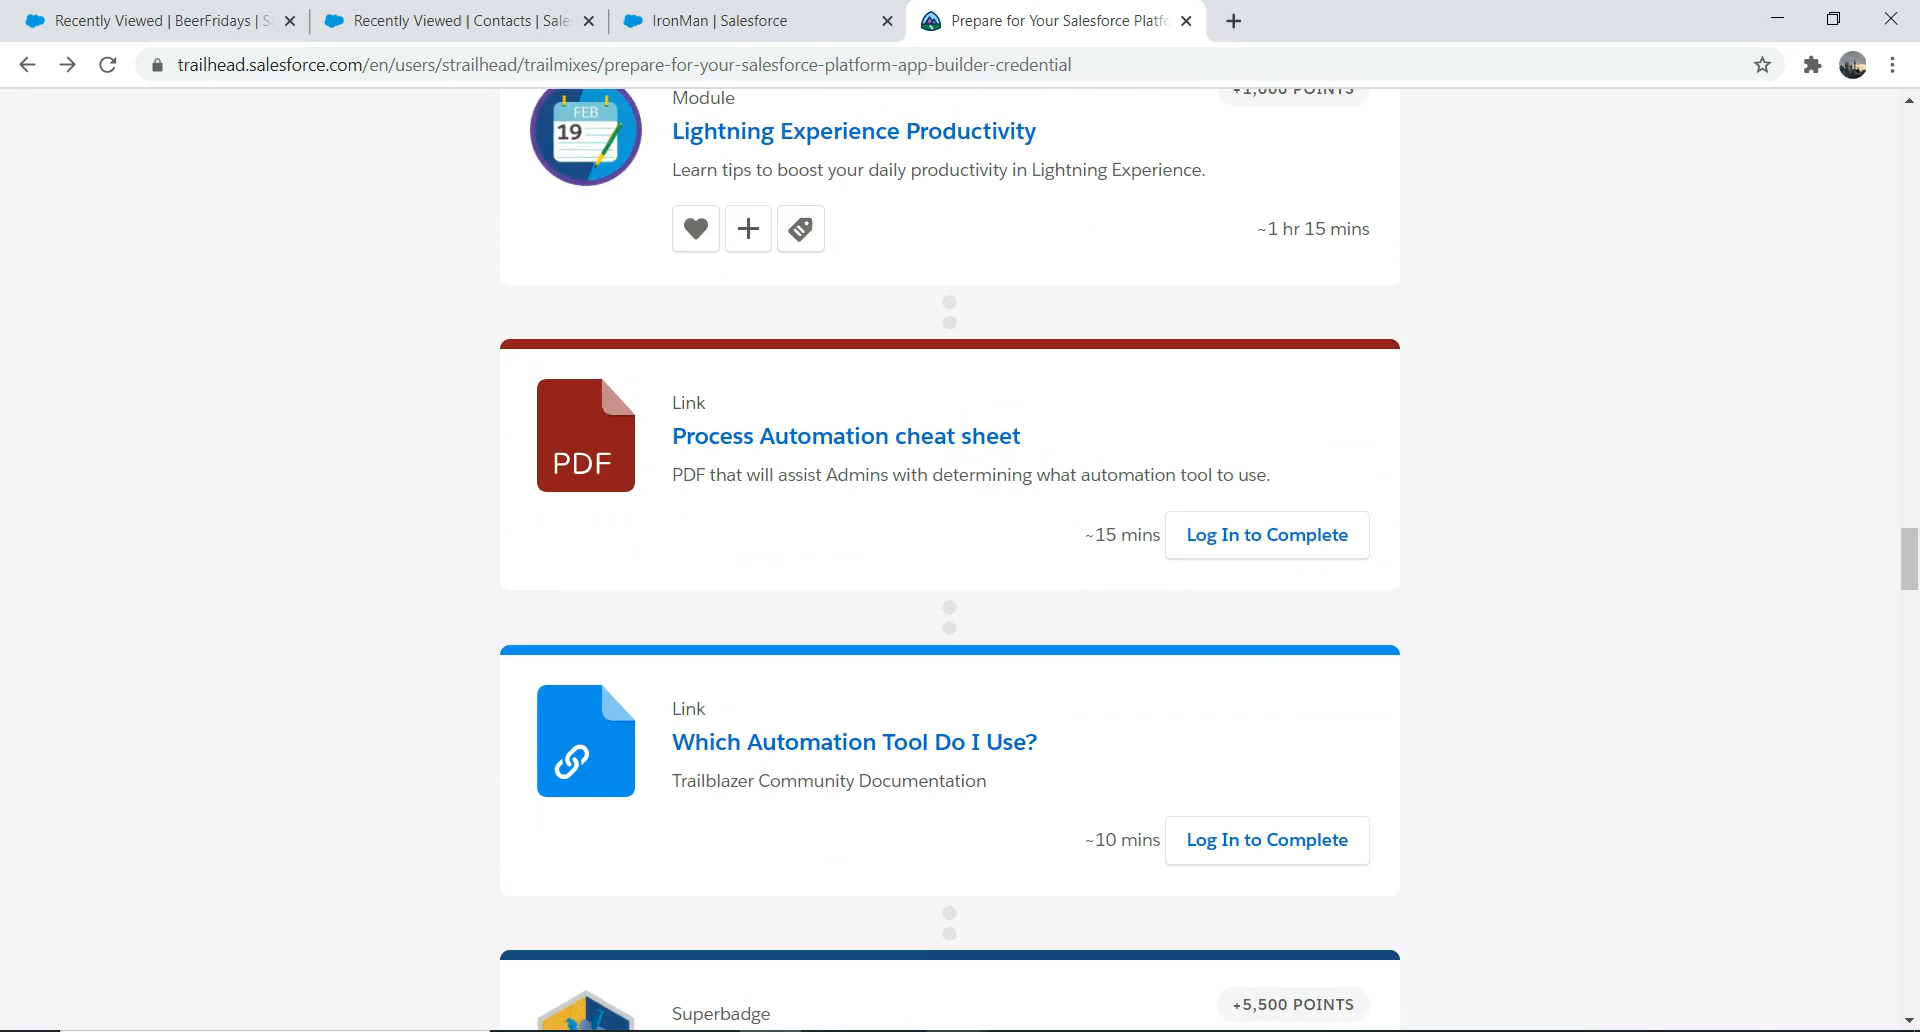 Recently Viewed | BeerFridays | S
Recently Viewed | Contacts | Sale
IronMan | Salesforce
Prepare for Your Salesforce Platfo
trailhead.salesforce.com/en/users/strailhead/trailmixes/prepare-for-your-salesforce-platform-app-builder-credential
+1,000 POINTS
Module
FEB
19
Lightning Experience Productivity
Learn tips to boost your daily productivity in Lightning Experience.
~1 hr 15 mins
Link
PDF
Process Automation cheat sheet
PDF that will assist Admins with determining what automation tool to use.
~15 mins
Log In to Complete
Link
Which Automation Tool Do I Use?
Trailblazer Community Documentation
~10 mins
Log In to Complete
+5,500 POINTS
Superbadge